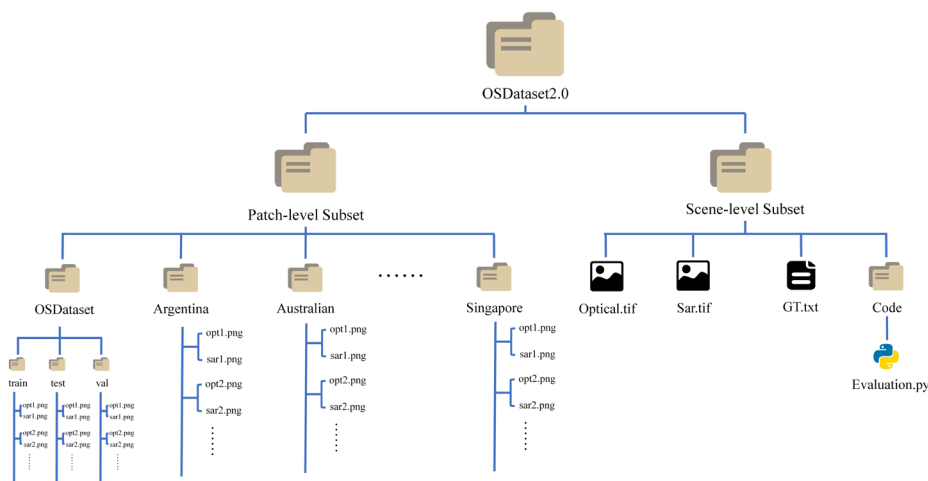 OSDataset2.0
Patch-level Subset
Scene-level Subset
OSDataset
Argentina
Australian
......
Singapore
Optical.tif
Sar.tif
GT.txt
Code
Evaluation.py
train
test
val
opt1.png
sar1.png
opt2.png
sar2.png
opt1.png
sar1.png
opt2.png
sar2.png
opt1.png
sar1.png
opt2.png
sar2.png
opt1.png
sar1.png
opt2.png
sar2.png
opt1.png
sar1.png
opt2.png
sar2.png
opt1.png
sar1.png
opt2.png
sar2.png